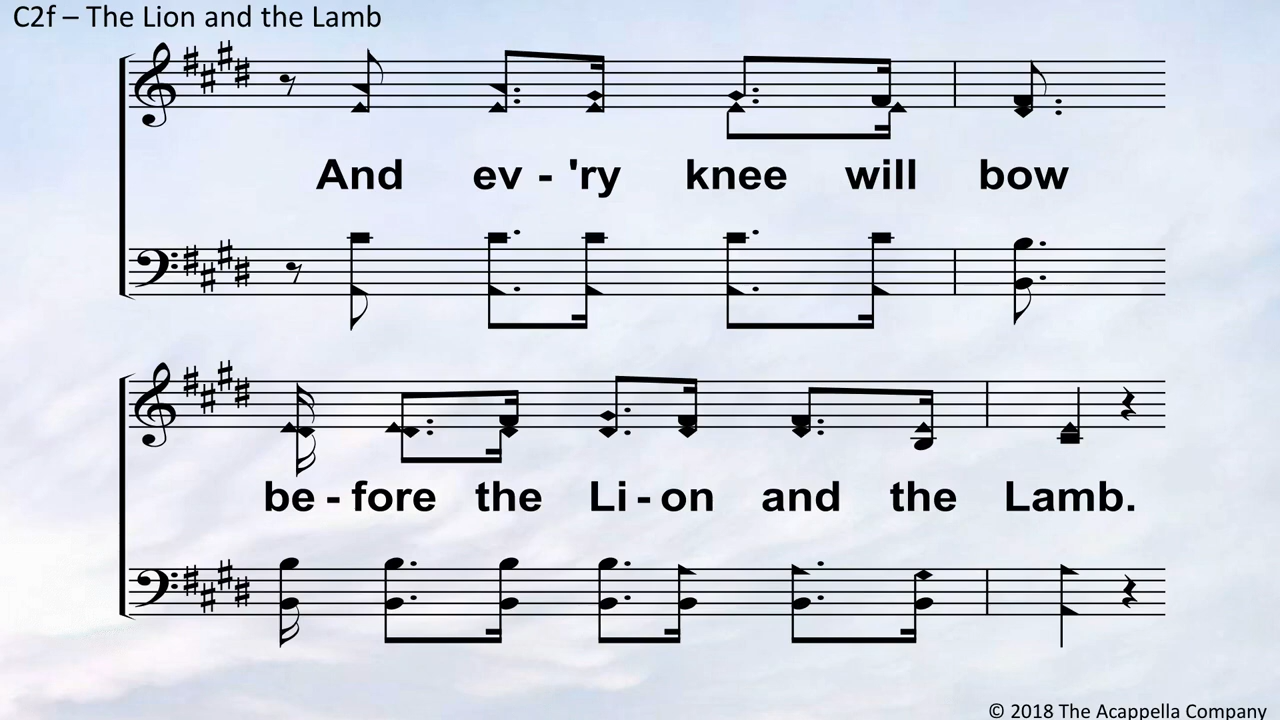 C2f – The Lion and the Lamb
And ev - 'ry knee will bow
be - fore the Li - on and the Lamb.
© 2018 The Acappella Company